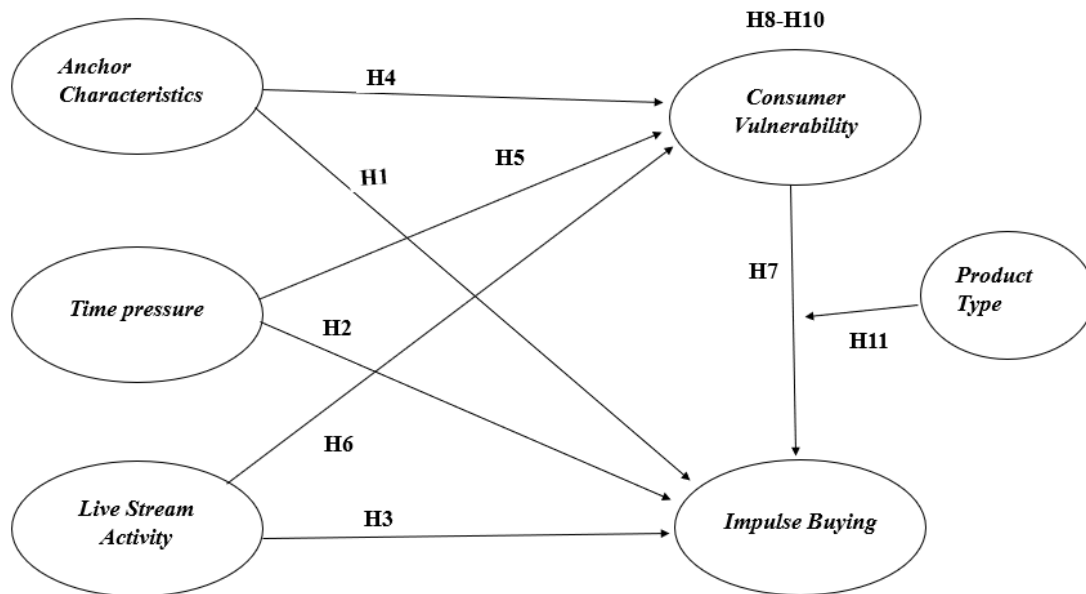 H8-H10
Anchor
Characteristics
H4
Consumer
Vulnerability
H5
H1
Time pressure
H2
H7
Product
Type
H11
H6
Live Stream
Activity
H3
Impulse Buying